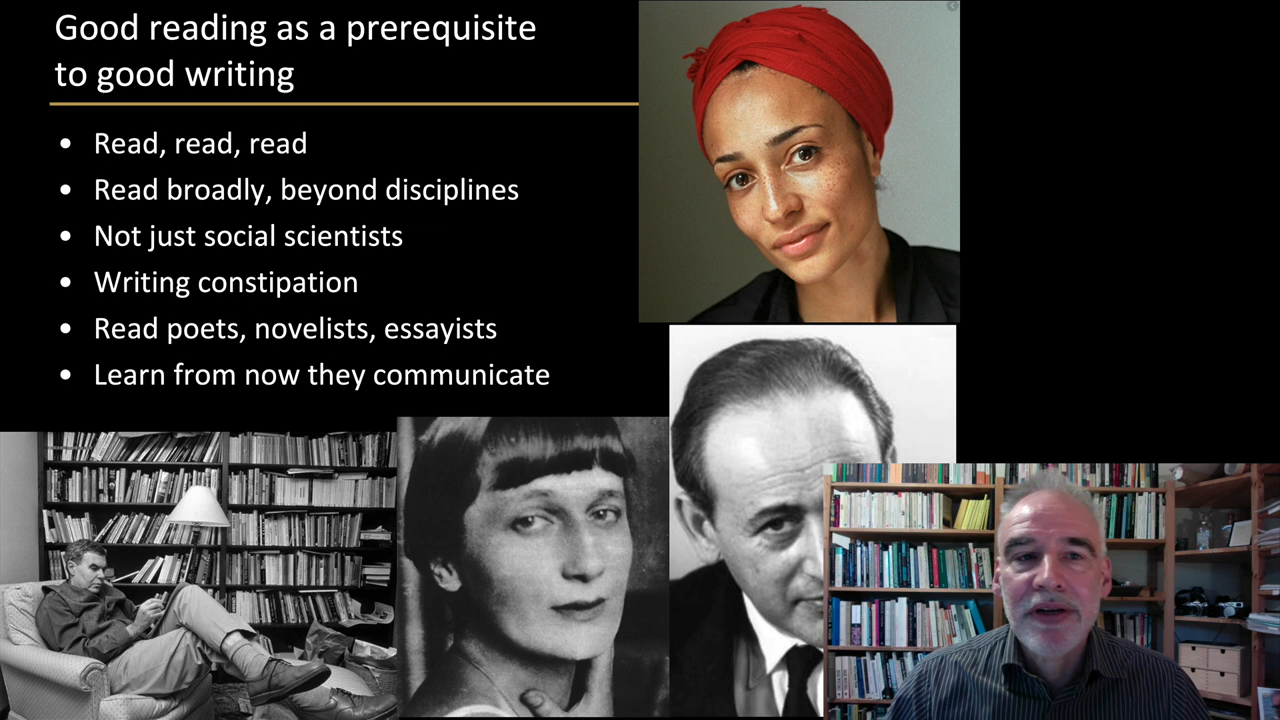 Good reading as a prerequisite
to good writing
• Read, read, read
• Read broadly, beyond disciplines
• Not just social scientists
• Writing constipation
• Read poets, novelists, essayists
• Learn from now they communicate